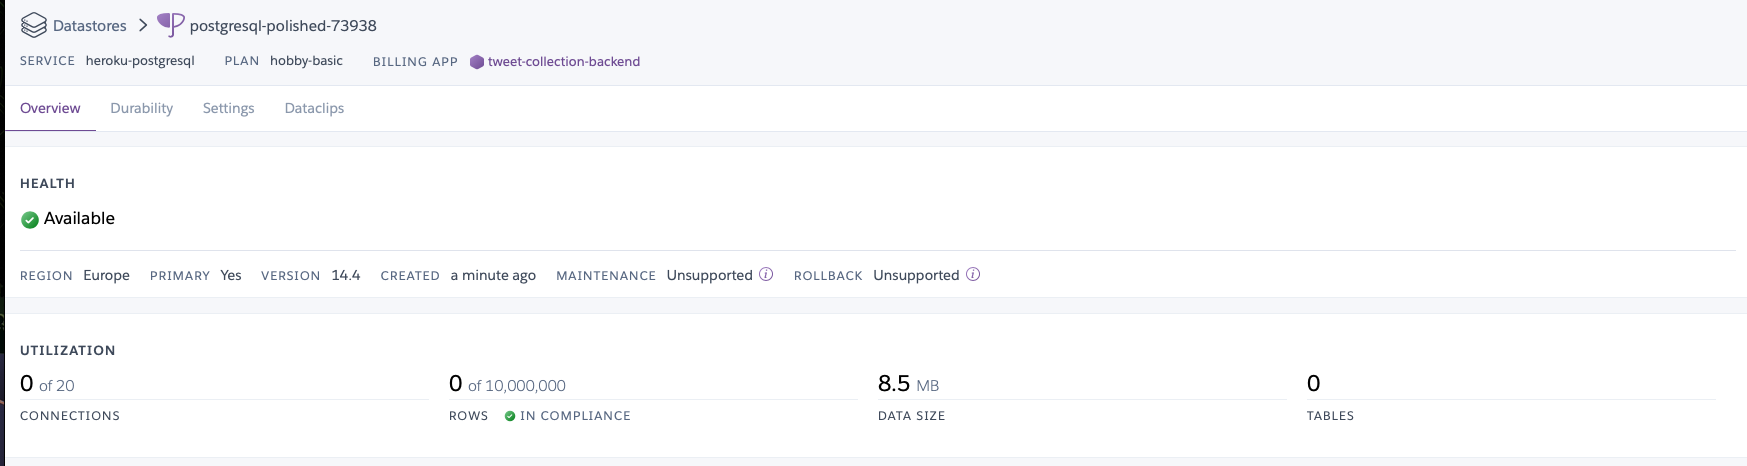 Datastores > postgresql-polished-73938
SERVICE heroku-postgresql PLAN hobby-basic BILLING APP tweet-collection-backend
Overview Durability Settings Dataclips
HEALTH
Available
REGION Europe PRIMARY Yes VERSION 14.4 CREATED a minute ago MAINTENANCE Unsupported ROLLBACK Unsupported
UTILIZATION
0 of 20 0 of 10,000,000 8.5 MB 0
CONNECTIONS ROWS IN COMPLIANCE DATA SIZE TABLES